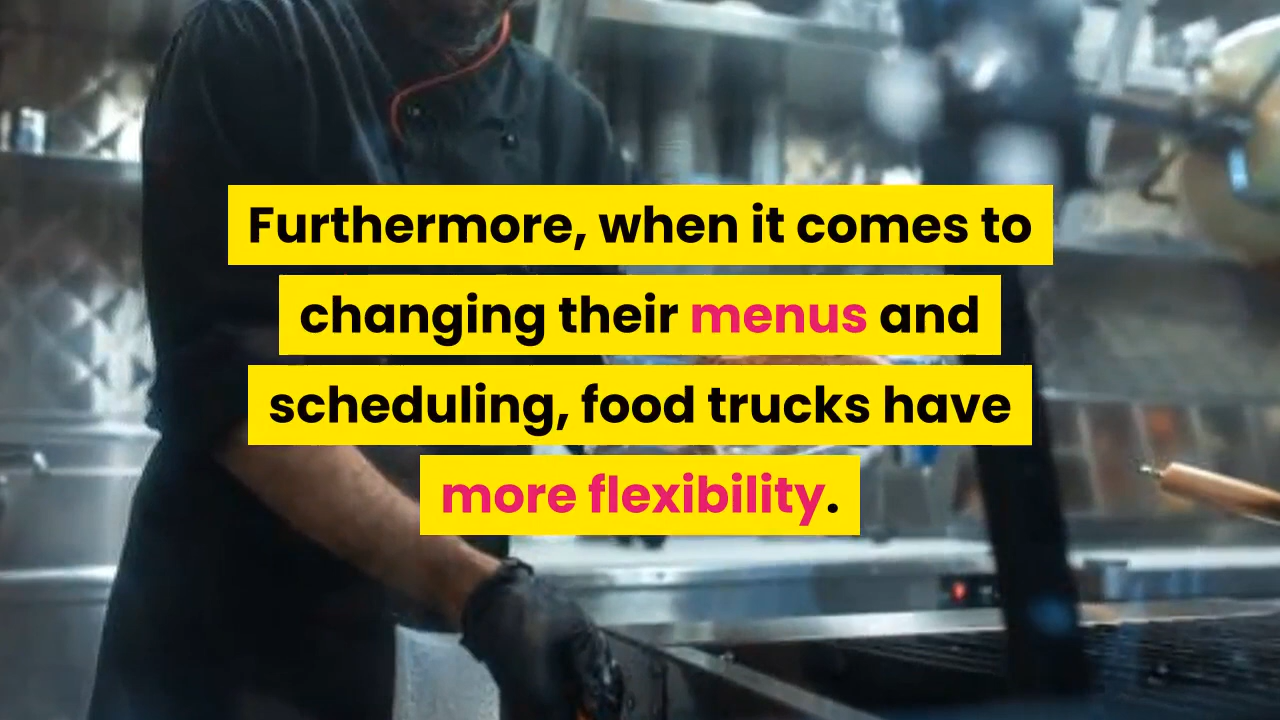 Furthermore, when it comes to
changing their menus and
scheduling, food trucks have
more flexibility.